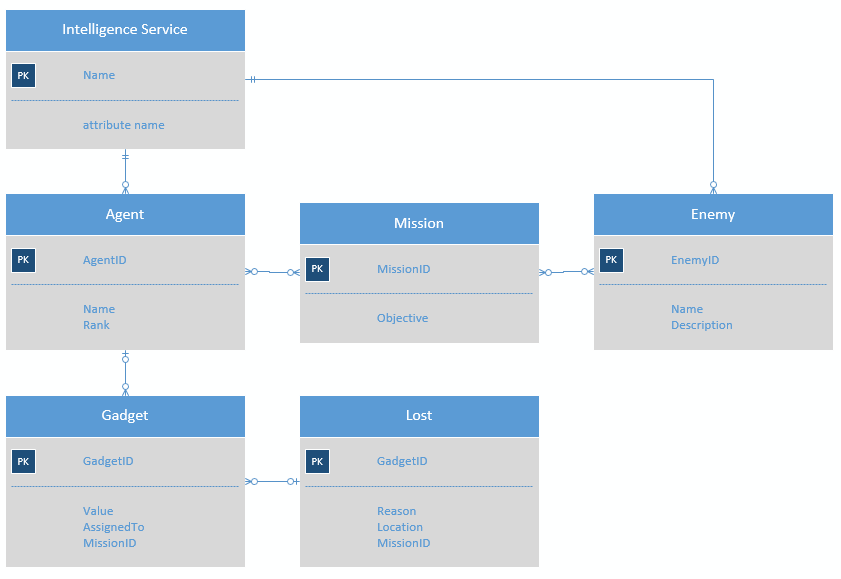 Intelligence Service
PK Name
attribute name
Agent
PK AgentID
Name
Rank
Mission
PK MissionID
Objective
Enemy
PK EnemyID
Name
Description
Gadget
PK GadgetID
Value
AssignedTo
MissionID
Lost
PK GadgetID
Reason
Location
MissionID